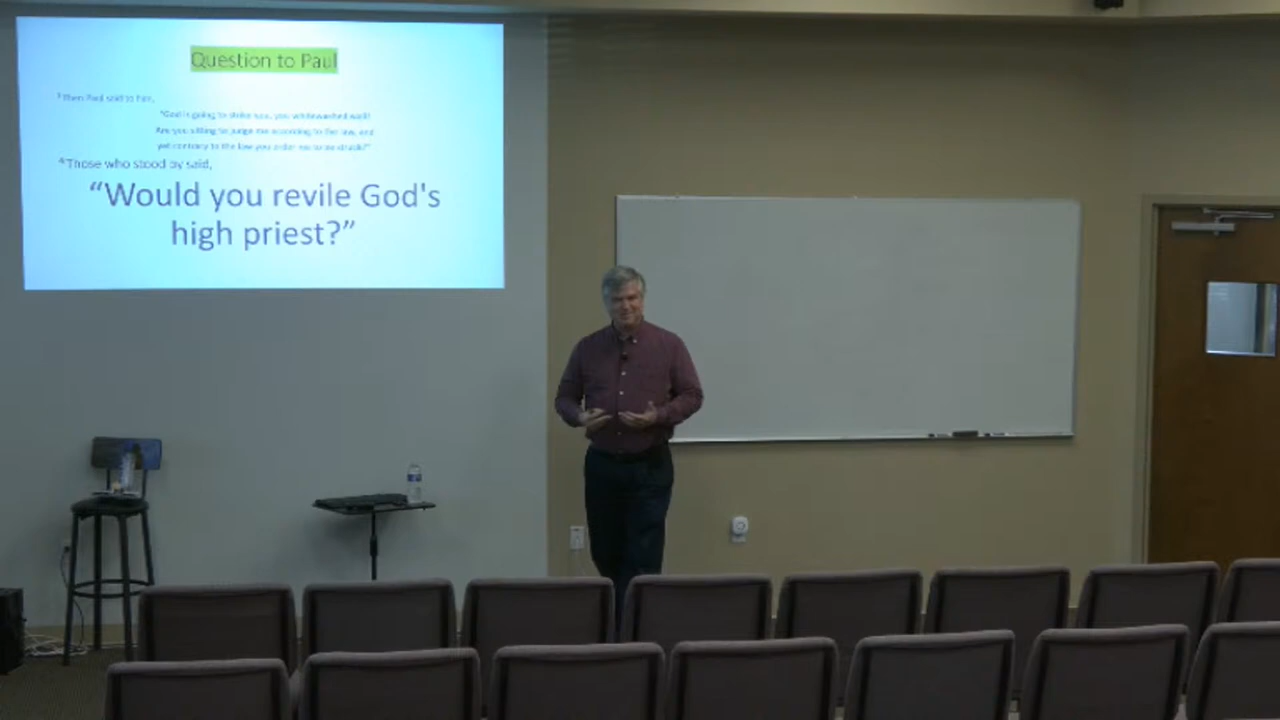 Question to Paul
³Then Paul said to him,
"God is going to strike you, you whitewashed wall!
Are you sitting to judge me according to the law, and
yet contrary to the law you order me to be struck?"
⁴Those who stood by said,
“Would you revile God's
high priest?”